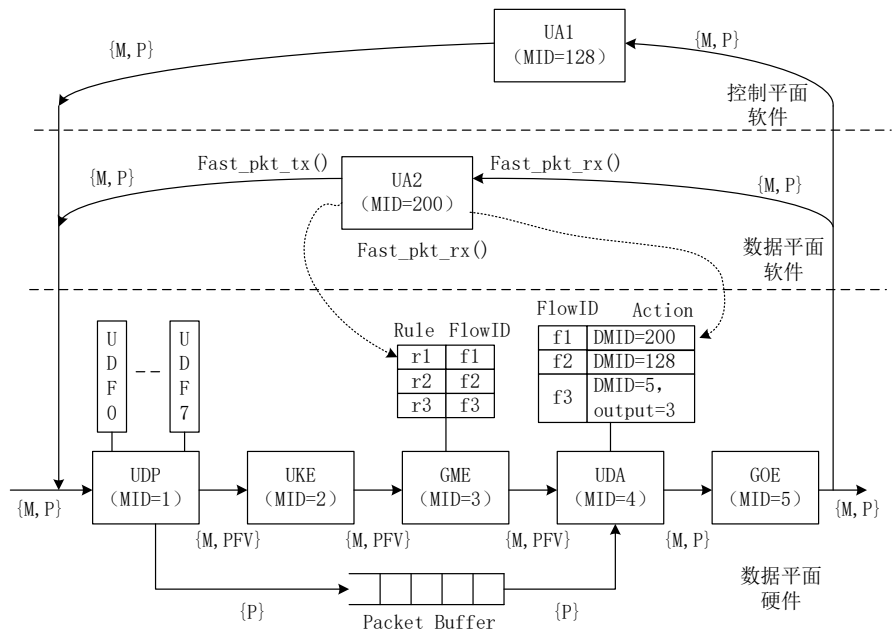 UA1
(MID=128)
{M,P}
{M,P}
控制平面
软件
Fast_pkt_tx()
Fast_pkt_rx()
{M,P}
UA2
(MID=200)
{M,P}
Fast_pkt_rx()
数据平面
软件
U
D
F
0
--
U
D
F
7
Rule FlowID
r1 f1
r2 f2
r3 f3
FlowID Action
f1 DMID=200
f2 DMID=128
f3 DMID=5,
output=3
UDP
(MID=1)
UKE
(MID=2)
GME
(MID=3)
UDA
(MID=4)
GOE
(MID=5)
{M,P}
{M,PFV}
{M,PFV}
{M,PFV}
{M,P}
{M,P}
{P}
Packet Buffer
{P}
数据平面
硬件